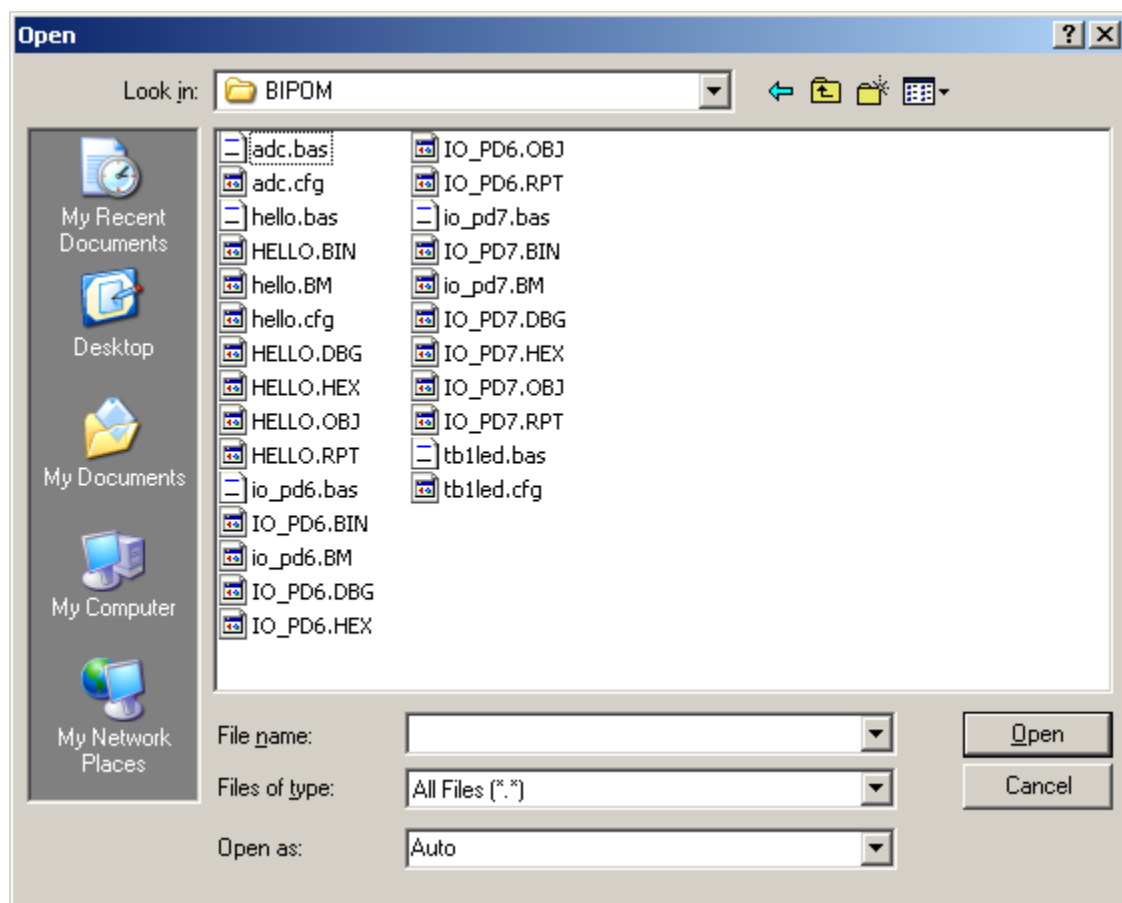 Open
Look in: BIPOM
My Recent
Documents
Desktop
My Documents
My Computer
My Network
Places
adc.bas
adc.cfg
hello.bas
HELLO.BIN
hello.BM
hello.cfg
HELLO.DBG
HELLO.HEX
HELLO.OBJ
HELLO.RPT
io_pd6.bas
IO_PD6.BIN
io_pd6.BM
IO_PD6.DBG
IO_PD6.HEX
IO_PD6.OBJ
IO_PD6.RPT
io_pd7.bas
IO_PD7.BIN
io_pd7.BM
IO_PD7.DBG
IO_PD7.HEX
IO_PD7.OBJ
IO_PD7.RPT
tb1led.bas
tb1led.cfg
File name:
Open
Files of type: All Files (*.*)
Cancel
Open as: Auto